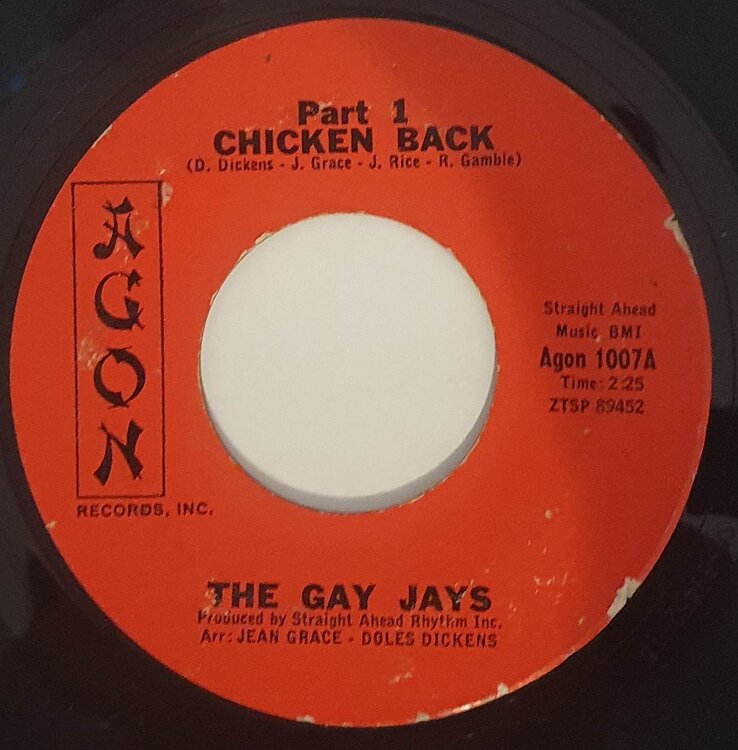 Part 1
CHICKEN BACK
(D. Dickens - J. Grace - J. Rice - R. Gamble)
AGON
RECORDS, INC.
Straight Ahead
Music BMI
Agon 1007A
Time: 2:25
ZTSP 89452
THE GAY JAYS
Produced by Straight Ahead Rhythm Inc.
Arr: JEAN GRACE - DOLES DICKENS